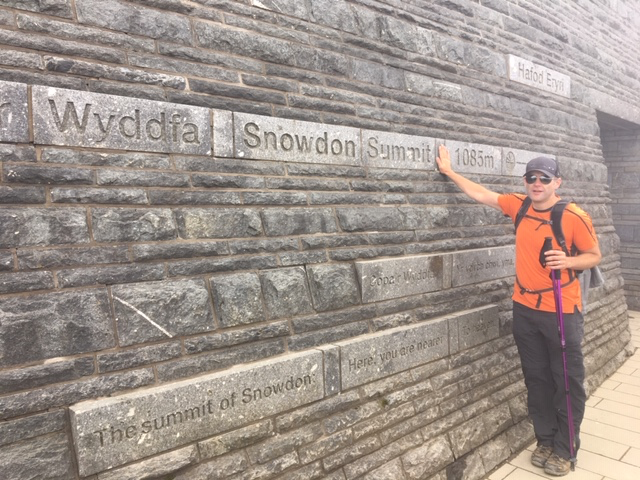 r Wyddfa Snowdon Summit 1085m
Hafod Eryri
Copa'r Wyddfa:
The summit of Snowdon: Here, you are nearer